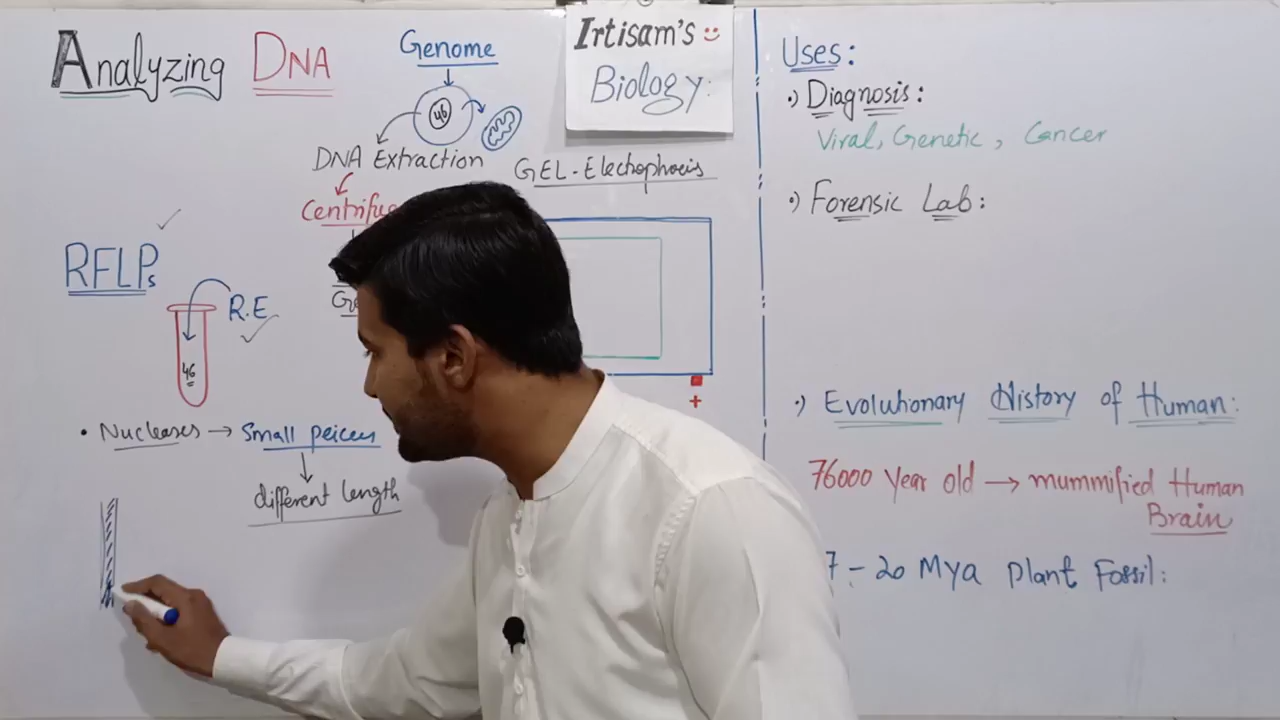 Analyzing DNA
Genome
46
DNA Extraction
Centrifu
RFLPs
R.E
46
• Nucleases → Small peices
different length
Irtisam's
Biology:
GEL-Electrophoeis
+
Uses:
•) Diagnosis:
Viral, Genetic, Cancer
•) Forensic Lab:
•) Evolutionary History of Human:
76000 Year old → mummified Human
Brain
7 - 20 Mya Plant Fossil: